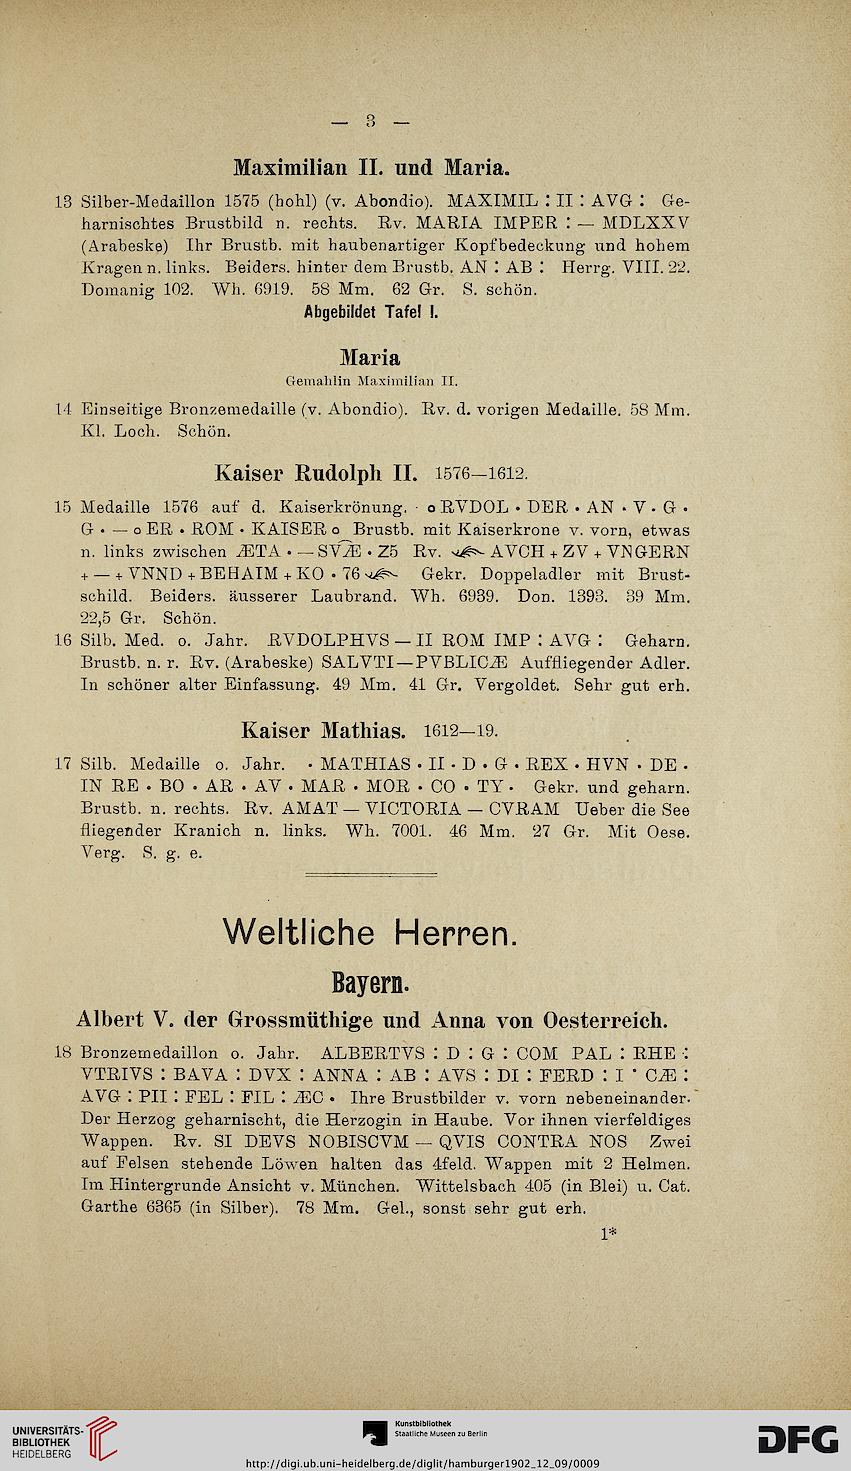 — 3 —
Maximilian II. und Maria.
13 Silber-Medaillon 1575 (hohl) (v. Abondio). MAXIMIL : II : AVG : Ge-
harnischtes Brustbild n. rechts. Rv. MARIA IMPER : — MDLXXV
(Arabeske) Ihr Brustb. mit haubenartiger Kopfbedeckung und hohem
Kragen n. links. Beiders. hinter dem Brustb. AN : AB : Herrg. VIII. 22.
Domanig 102. Wh. 6919. 58 Mm. 62 Gr. S. schön.
Abgebildet Tafel I.
Maria
Gemahlin Maximilian II.
14 Einseitige Bronzemedaille (v. Abondio). Rv. d. vorigen Medaille. 58 Mm.
Kl. Loch. Schön.
Kaiser Rudolph II. 1576—1612.
15 Medaille 1576 auf d. Kaiserkrönung. o RVDOL • DER • AN • V • G •
G • — o ER • ROM • KAISER o Brustb. mit Kaiserkrone v. vorn, etwas
n. links zwischen ÆTA • — SVÆ • Z5 Rv. AVCH + ZV + VNGERN
+ — + VNND + BEHAIM + KO • 76 Gekr. Doppeladler mit Brust-
schild. Beiders. äusserer Laubrand. Wh. 6939. Don. 1393. 39 Mm.
22,5 Gr. Schön.
16 Silb. Med. o. Jahr. RVDOLPHVS — II ROM IMP : AVG : Geharn.
Brustb. n. r. Rv. (Arabeske) SALVTI — PVBLICÆ Auffliegender Adler.
In schöner alter Einfassung. 49 Mm. 41 Gr. Vergoldet. Sehr gut erh.
Kaiser Mathias. 1612—19.
17 Silb. Medaille o. Jahr. • MATHIAS • II • D • G • REX • HVN • DE •
IN RE • BO • AR • AV • MAR • MOR • CO • TY • Gekr. und geharn.
Brustb. n. rechts. Rv. AMAT — VICTORIA — CVRAM Ueber die See
fliegender Kranich n. links. Wh. 7001. 46 Mm. 27 Gr. Mit Oese.
Verg. S. g. e.
Weltliche Herren.
Bayern.
Albert V. der Grossmüthige und Anna von Oesterreich.
18 Bronzemedaillon o. Jahr. ALBERTVS : D : G : COM PAL : RHE :
VTRIVS : BAVA : DVX : ANNA : AB : AVS : DI : FERD : I • CÆ :
AVG : PII : FEL : FIL : ÆC • Ihre Brustbilder v. vorn nebeneinander.
Der Herzog geharnischt, die Herzogin in Haube. Vor ihnen vierfeldiges
Wappen. Rv. SI DEVS NOBISCVM — QVIS CONTRA NOS Zwei
auf Felsen stehende Löwen halten das 4feld. Wappen mit 2 Helmen.
Im Hintergrunde Ansicht v. München. Wittelsbach 405 (in Blei) u. Cat.
Garthe 6365 (in Silber). 78 Mm. Gel., sonst sehr gut erh.
1*
UNIVERSITÄTS-
BIBLIOTHEK
HEIDELBERG
Kunstbibliothek
Staatliche Museen zu Berlin
DFG
http://digi.ub.uni-heidelberg.de/diglit/hamburger1902_12_09/0009